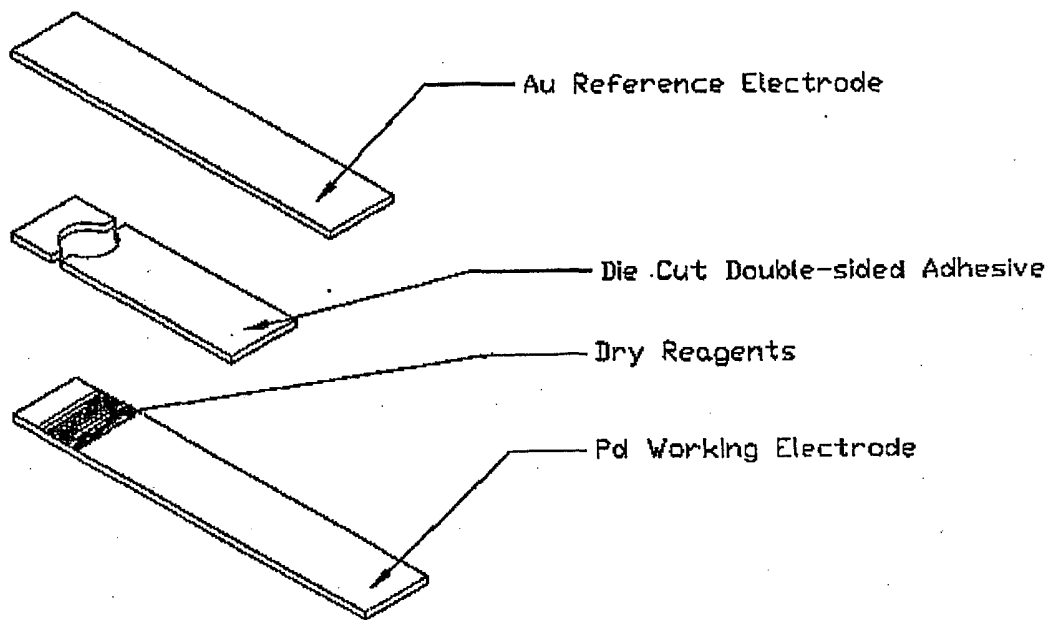 Au Reference Electrode
Die Cut Double-sided Adhesive
Dry Reagents
Pd Working Electrode